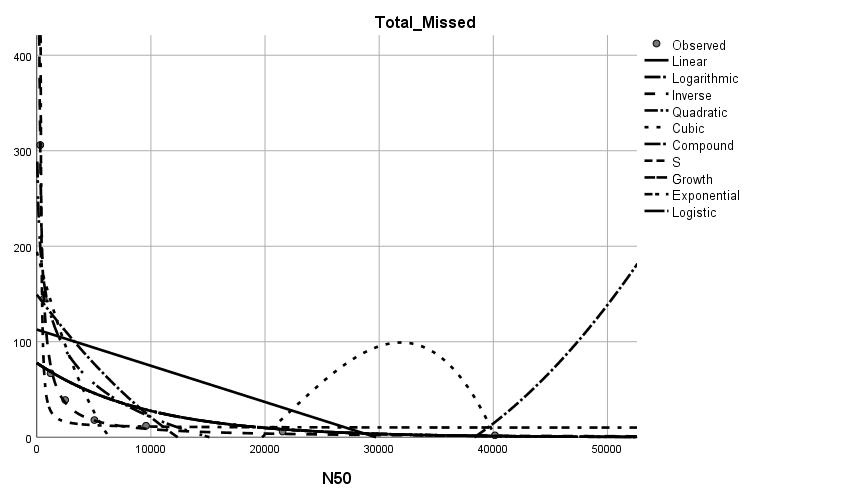 Total_Missed
Observed
Linear
Logarithmic
Inverse
Quadratic
Cubic
Compound
S
Growth
Exponential
Logistic
400
300
200
100
0
0 10000 20000 30000 40000 50000
N50